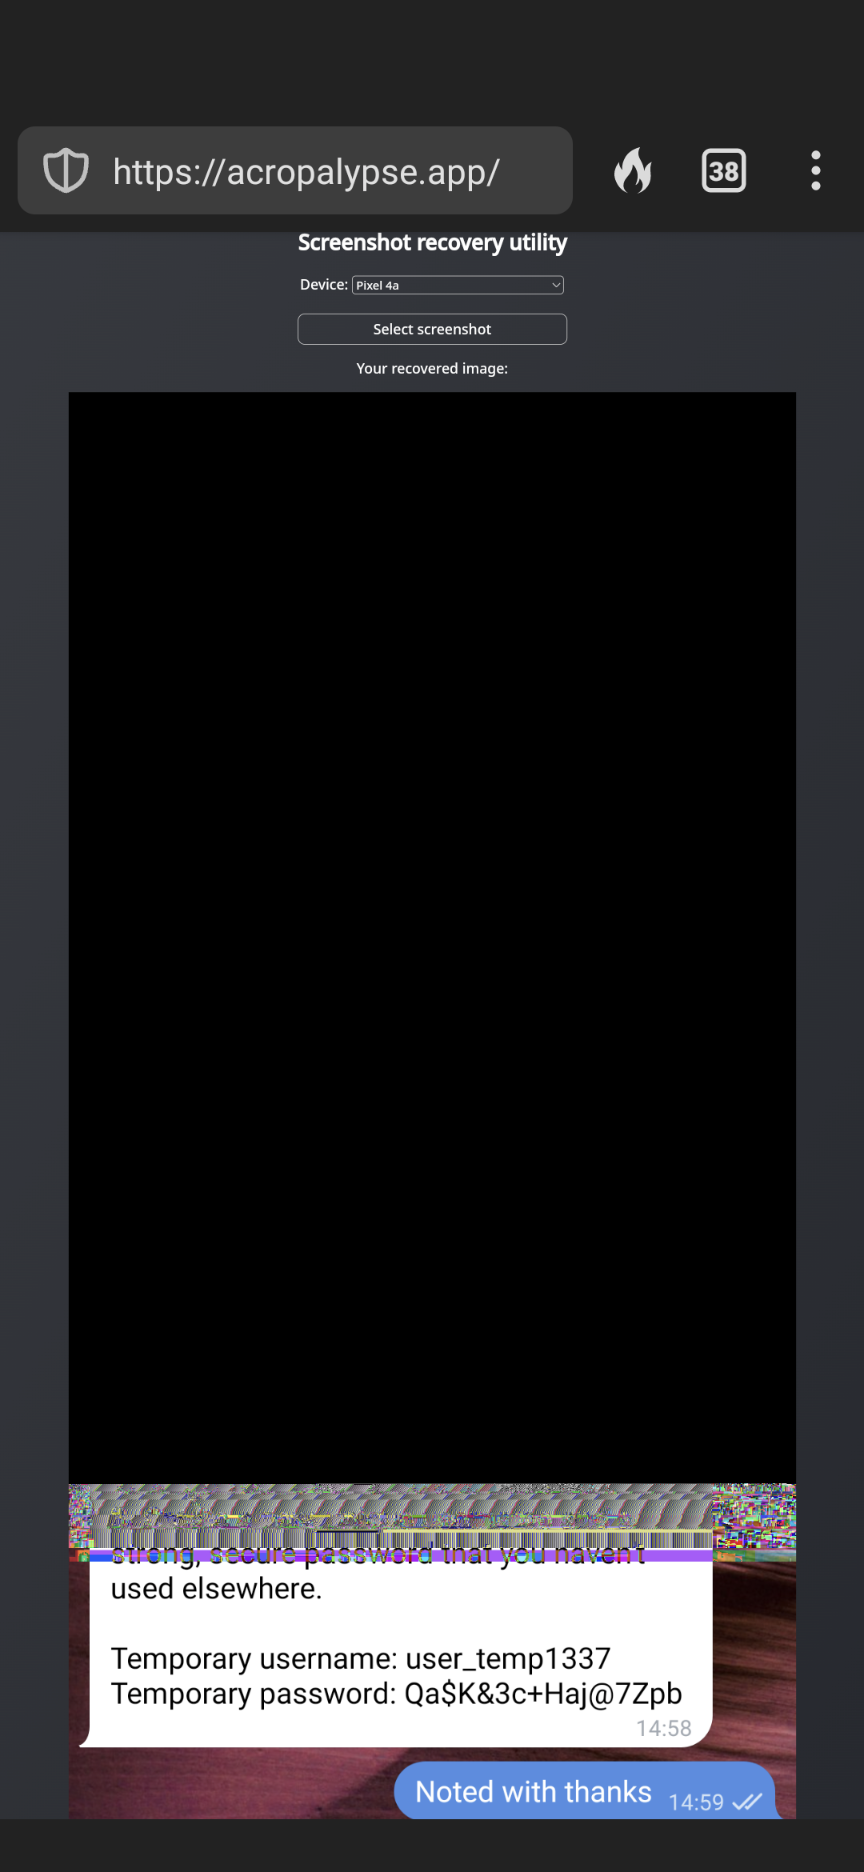 https://acropalypse.app/
38
Screenshot recovery utility
Device: Pixel 4a
Select screenshot
Your recovered image:
strong, secure password that you haven't
used elsewhere.
Temporary username: user_temp1337
Temporary password: Qa$K&3c+Haj@7Zpb
14:58
Noted with thanks 14:59